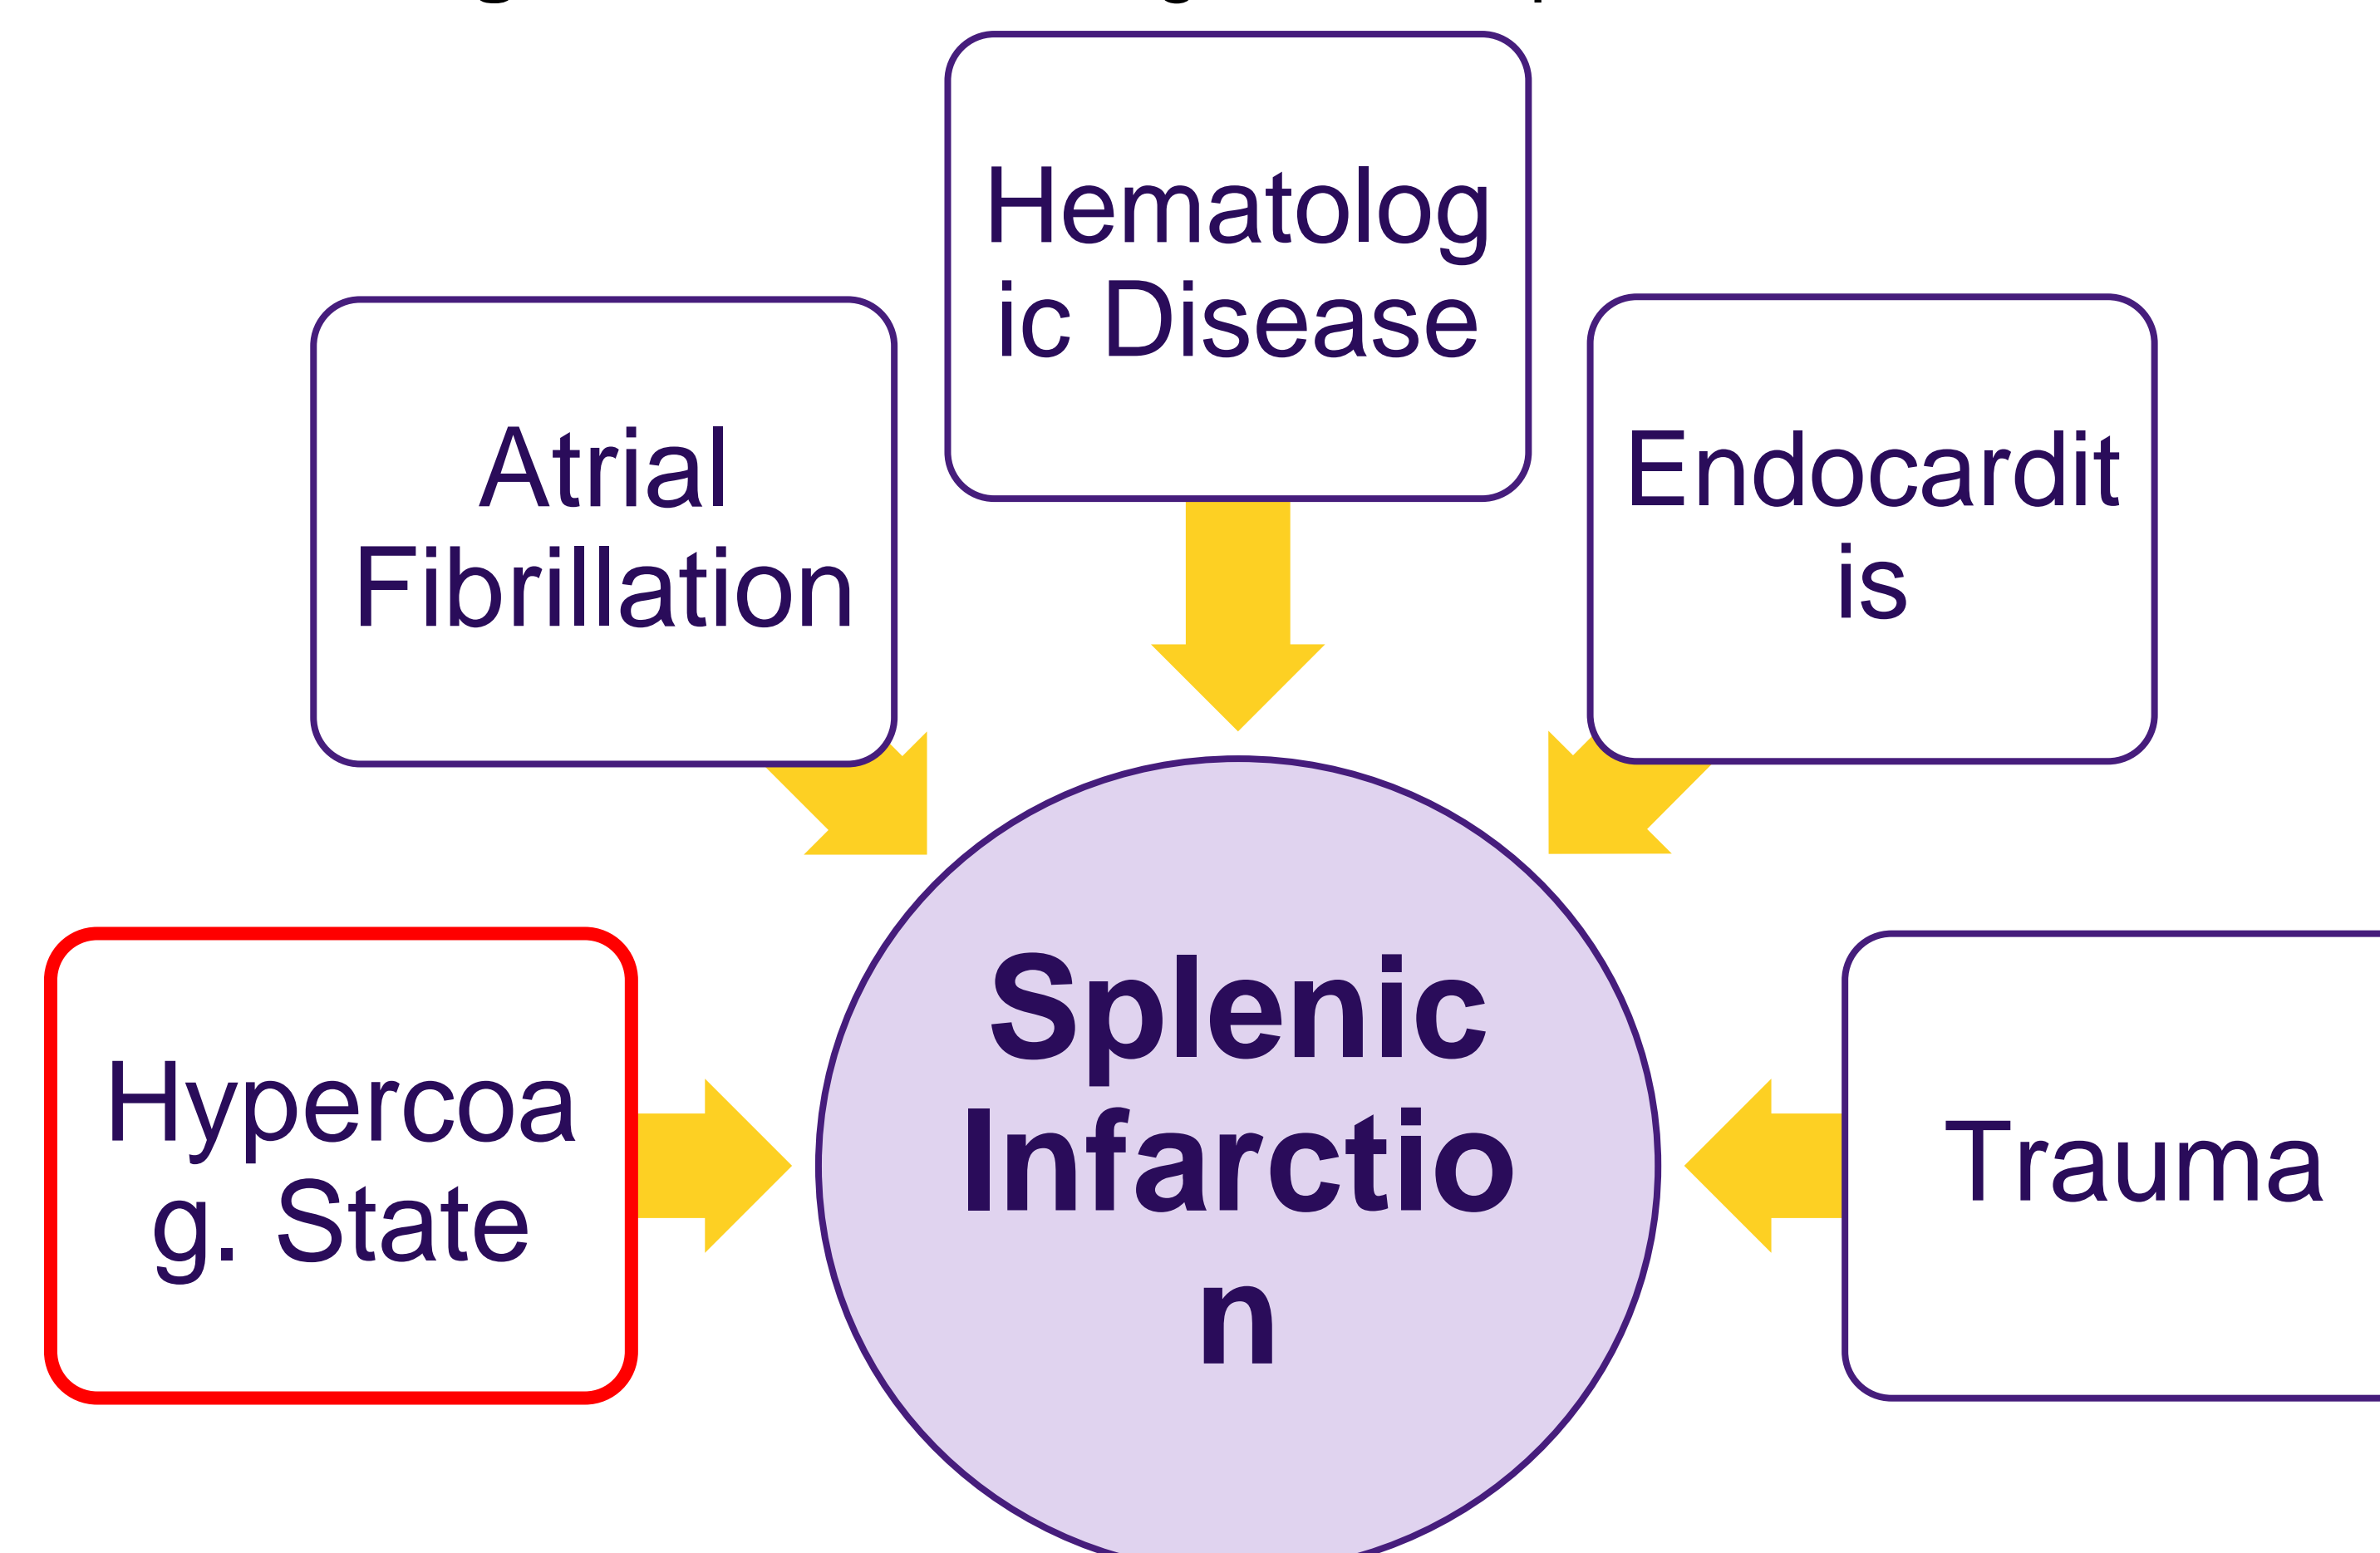 Hematolog
ic Disease
Atrial
Fibrillation
Endocardit
is
Hypercoa
g. State
Splenic
Infarctio
n
Trauma